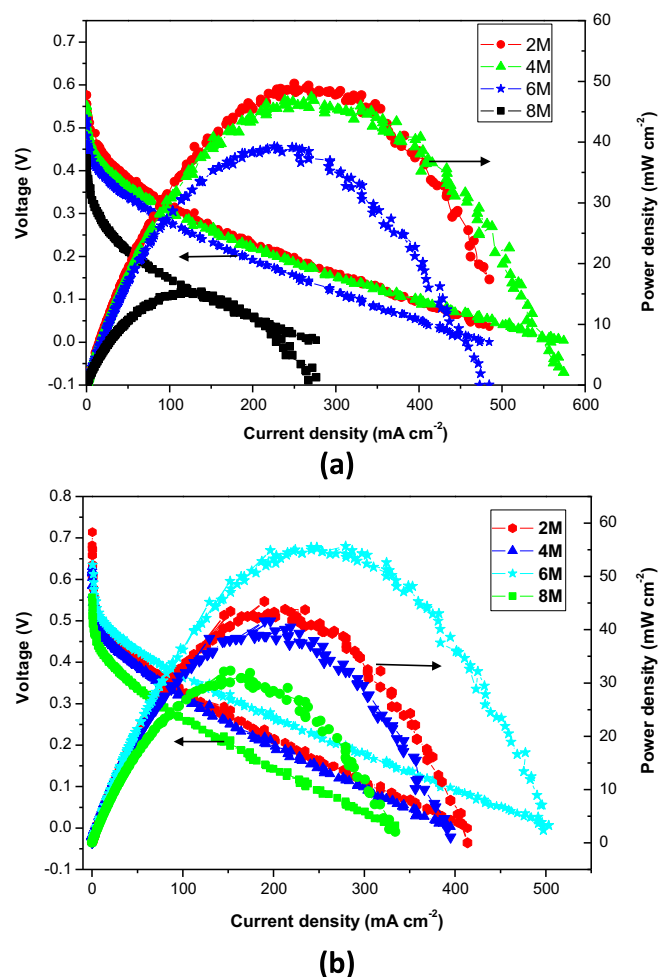 60
0.7
2M
4M
6M
8M
50
0.6
0.5
40
0.4
30
0.3
0.2
20
0.1
10
0.0
-0.1
0
0 100 200 300 400 500 600
Voltage (V)
Power density (mW cm-2)
Current density (mA cm-2)
(a)
0.8
65
60
2M
4M
6M
8M
0.7
50
0.6
0.5
40
0.4
30
0.3
20
0.2
0.1
10
0.0
0
-0.1
0 100 200 300 400 500
Voltage (V)
Power density (mW cm-2)
Current density (mA cm-2)
(b)